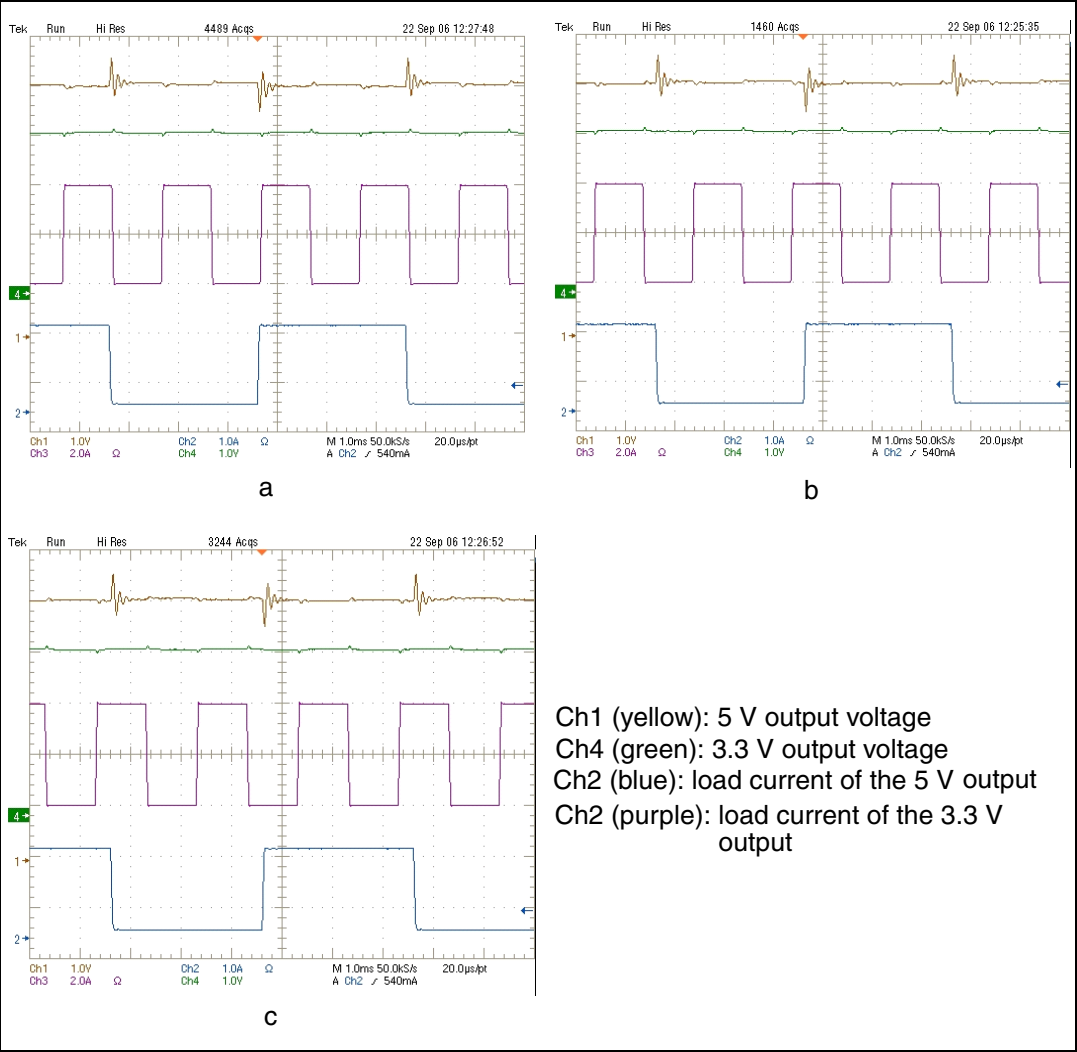 Tek Run Hi Res 4489 Acqs 22 Sep 06 12:27:48
4
1
2
Ch1 1.0V Ch2 1.0A Ω M 1.0ms 50.0kS/s 20.0µs/pt
Ch3 2.0A Ω Ch4 1.0V A Ch2 ∕ 540mA
a
Tek Run Hi Res 1460 Acqs 22 Sep 06 12:25:35
4
1
2
Ch1 1.0V Ch2 1.0A Ω M 1.0ms 50.0kS/s 20.0µs/pt
Ch3 2.0A Ω Ch4 1.0V A Ch2 ∕ 540mA
b
Tek Run Hi Res 3244 Acqs 22 Sep 06 12:26:52
4
1
2
Ch1 1.0V Ch2 1.0A Ω M 1.0ms 50.0kS/s 20.0µs/pt
Ch3 2.0A Ω Ch4 1.0V A Ch2 ∕ 540mA
c
Ch1 (yellow): 5 V output voltage
Ch4 (green): 3.3 V output voltage
Ch2 (blue): load current of the 5 V output
Ch2 (purple): load current of the 3.3 V
output